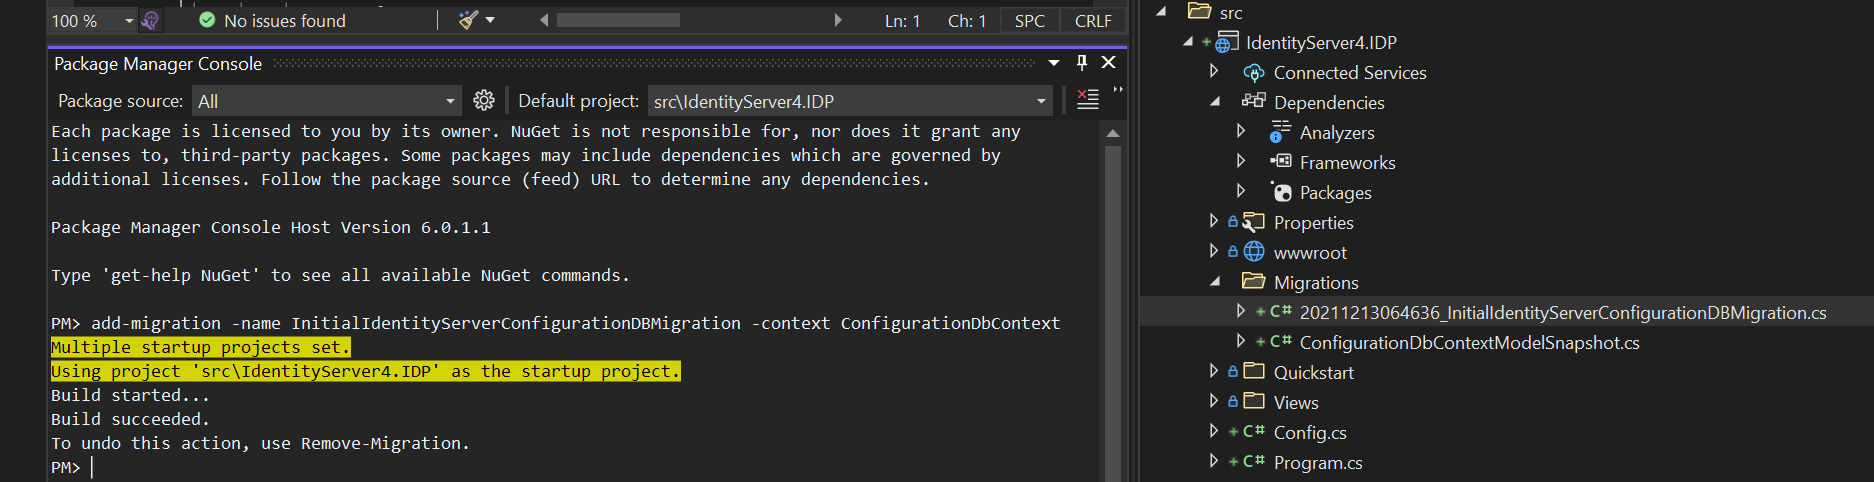 100 %
No issues found
Ln: 1
Ch: 1
SPC
CRLF
Package Manager Console
Package source:
All
Default project:
src\IdentityServer4.IDP
Each package is licensed to you by its owner. NuGet is not responsible for, nor does it grant any
licenses to, third-party packages. Some packages may include dependencies which are governed by
additional licenses. Follow the package source (feed) URL to determine any dependencies.
Package Manager Console Host Version 6.0.1.1
Type 'get-help NuGet' to see all available NuGet commands.
PM> add-migration -name InitialIdentityServerConfigurationDBMigration -context ConfigurationDbContext
Multiple startup projects set.
Using project 'src\IdentityServer4.IDP' as the startup project.
Build started...
Build succeeded.
To undo this action, use Remove-Migration.
PM>
src
IdentityServer4.IDP
Connected Services
Dependencies
Analyzers
Frameworks
Packages
Properties
wwwroot
Migrations
C# 20211213064636_InitialIdentityServerConfigurationDBMigration.cs
C# ConfigurationDbContextModelSnapshot.cs
Quickstart
Views
C# Config.cs
C# Program.cs